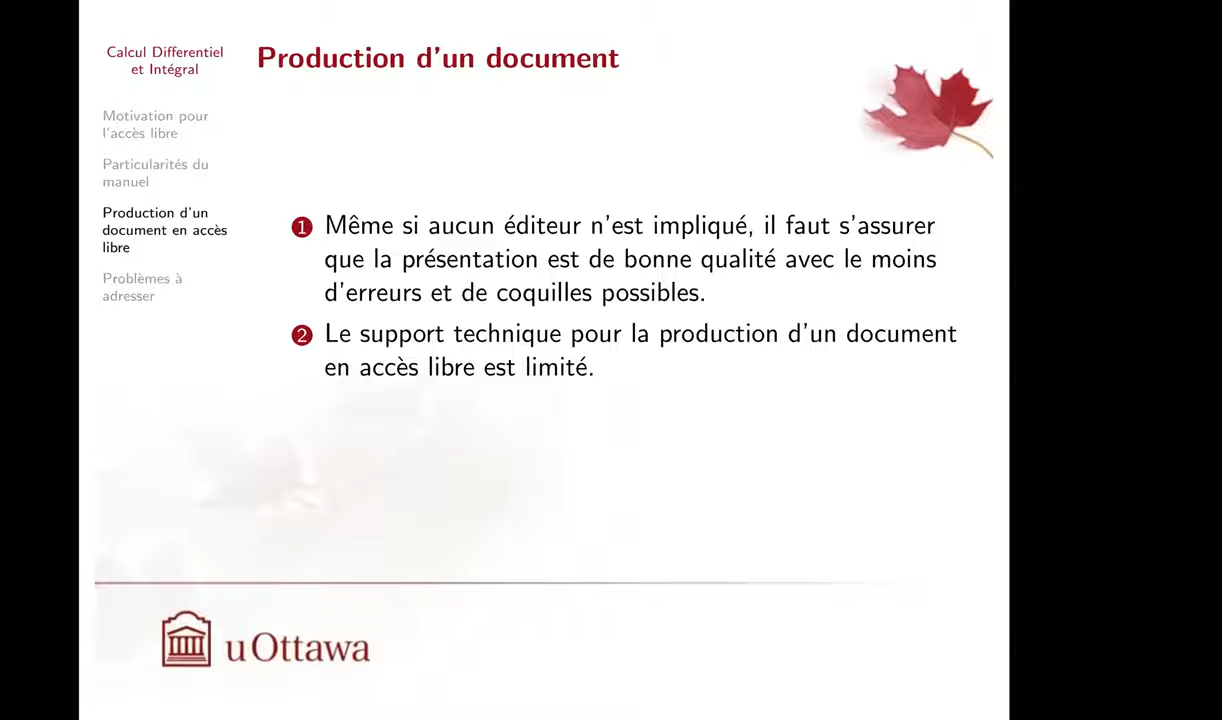 Calcul Differentiel
et Intégral
Motivation pour
l'accès libre
Particularités du
manuel
Production d'un
document en accès
libre
Problèmes à
adresser
Production d'un document
1 Même si aucun éditeur n'est impliqué, il faut s'assurer
que la présentation est de bonne qualité avec le moins
d'erreurs et de coquilles possibles.
2 Le support technique pour la production d'un document
en accès libre est limité.
uOttawa